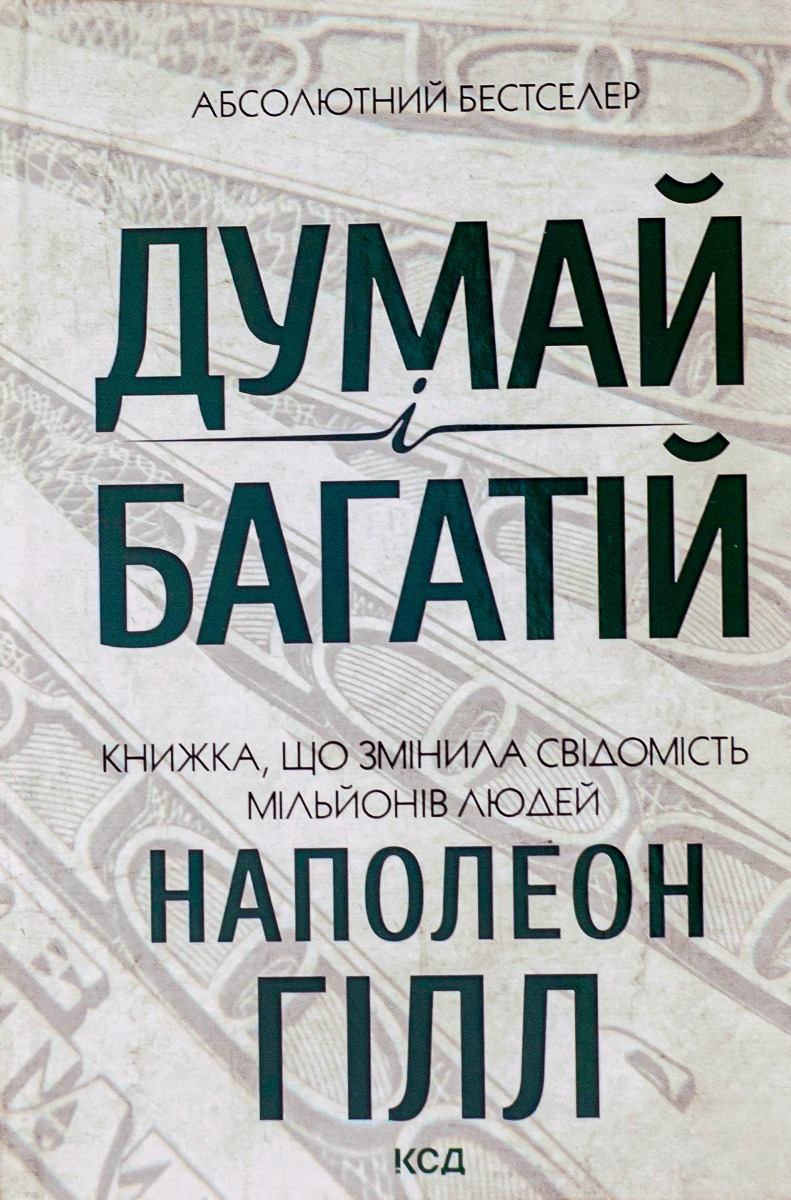 АБСОЛЮТНИЙ БЕСТСЕЛЕР
ДУМАЙ
і
БАГАТІЙ
КНИЖКА, ЩО ЗМІНИЛА СВІДОМІСТЬ
МІЛЬЙОНІВ ЛЮДЕЙ
НАПОЛЕОН
ГІЛЛ
КСД